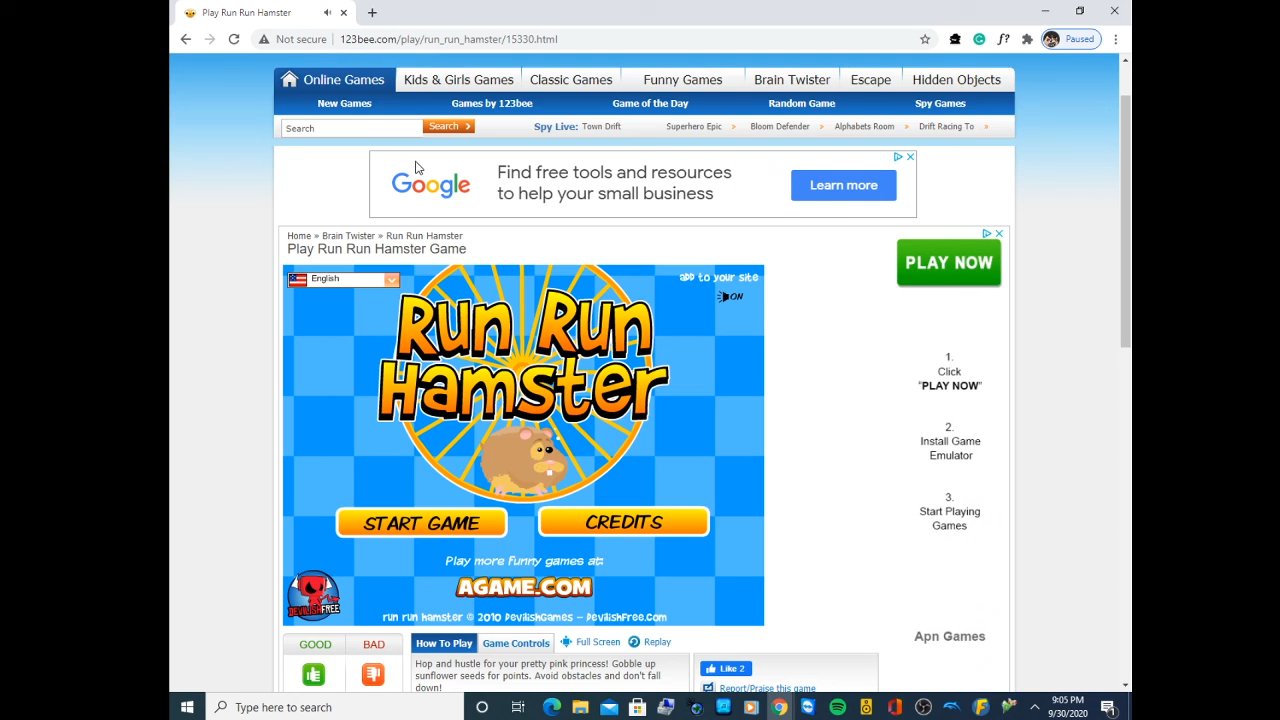 Play Run Run Hamster
Not secure
123bee.com/play/run_run_hamster/15330.html
Paused
Online Games
Kids & Girls Games
Classic Games
Funny Games
Brain Twister
Escape
Hidden Objects
New Games
Games by 123bee
Game of the Day
Random Game
Spy Games
Search
Search
Spy Live:
Town Drift
Superhero Epic
Bloom Defender
Alphabets Room
Drift Racing To
Google
Find free tools and resources
to help your small business
Learn more
Home » Brain Twister » Run Run Hamster
Play Run Run Hamster Game
PLAY NOW
English
add to your site
ON
Run Run
Hamster
START GAME
CREDITS
Play more funny games at:
AGAME.COM
DEVILISHFREE
run run hamster © 2010 DevilishGames - DevilishFree.Com
1.
Click
"PLAY NOW"
2.
Install Game
Emulator
3.
Start Playing
Games
Apn Games
GOOD
BAD
How To Play
Game Controls
Full Screen
Replay
Hop and hustle for your pretty pink princess! Gobble up
sunflower seeds for points. Avoid obstacles and don't fall
down!
Like 2
Report/Praise this game
Type here to search
9:05 PM
9/30/2020